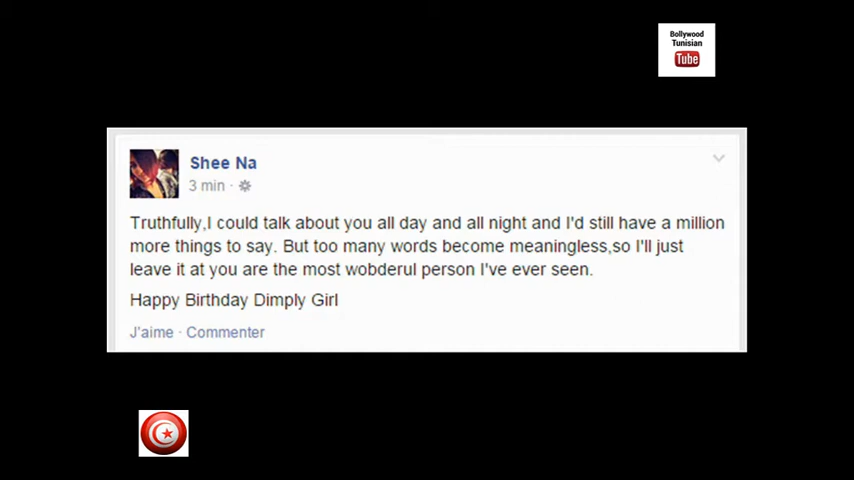 Bollywood
Tunisian
Tube
Shee Na
3 min ·
Truthfully,I could talk about you all day and all night and I'd still have a million
more things to say. But too many words become meaningless,so I'll just
leave it at you are the most wobderul person I've ever seen.
Happy Birthday Dimply Girl
J'aime · Commenter